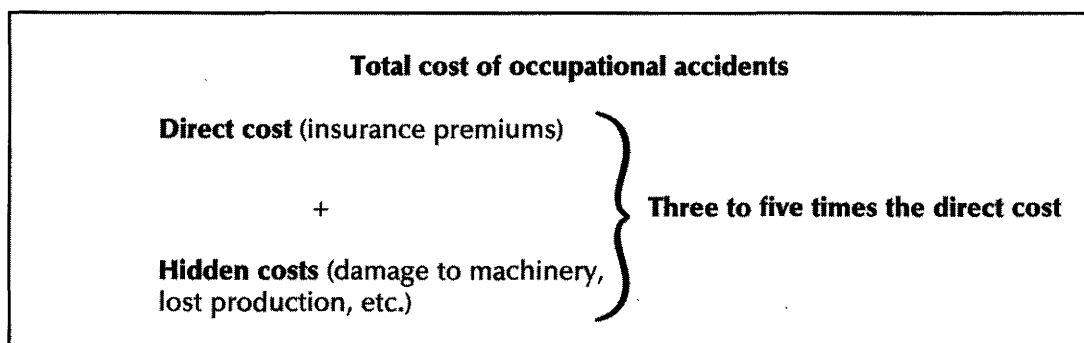 Total cost of occupational accidents
Direct cost (insurance premiums)
+
Three to five times the direct cost
Hidden costs (damage to machinery,
lost production, etc.)